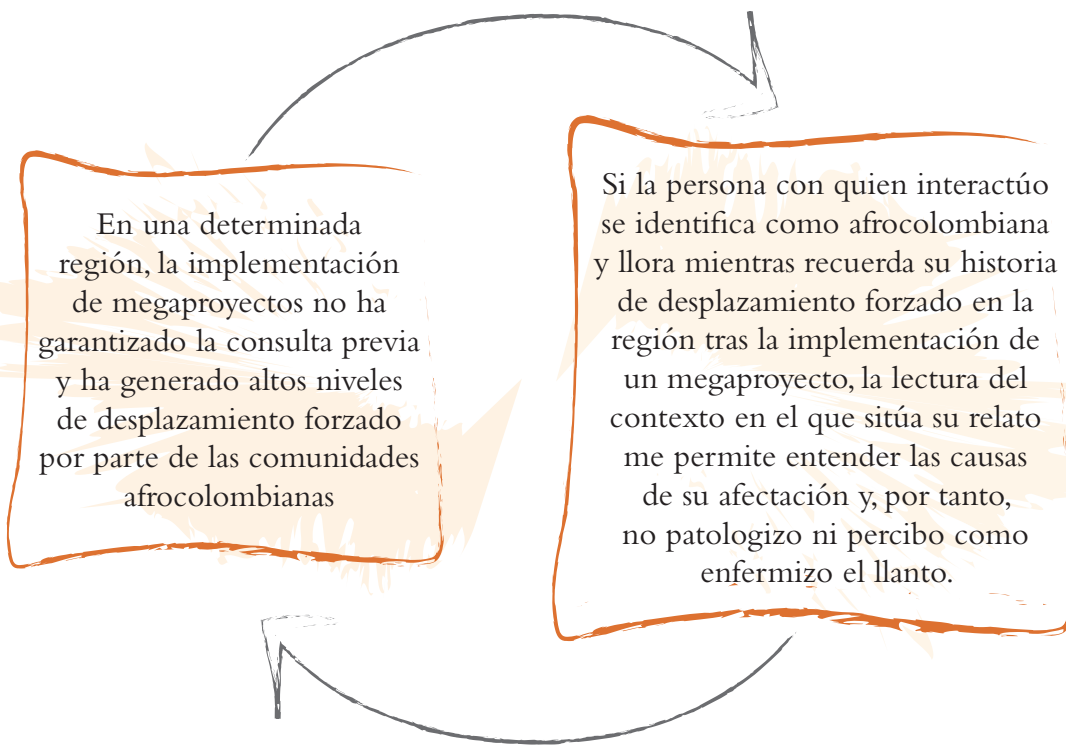 En una determinada
región, la implementación
de megaproyectos no ha
garantizado la consulta previa
y ha generado altos niveles
de desplazamiento forzado
por parte de las comunidades
afrocolombianas
Si la persona con quien interactúo
se identifica como afrocolombiana
y llora mientras recuerda su historia
de desplazamiento forzado en la
región tras la implementación de
un megaproyecto, la lectura del
contexto en el que sitúa su relato
me permite entender las causas
de su afectación y, por tanto,
no patologizo ni percibo como
enfermizo el llanto.